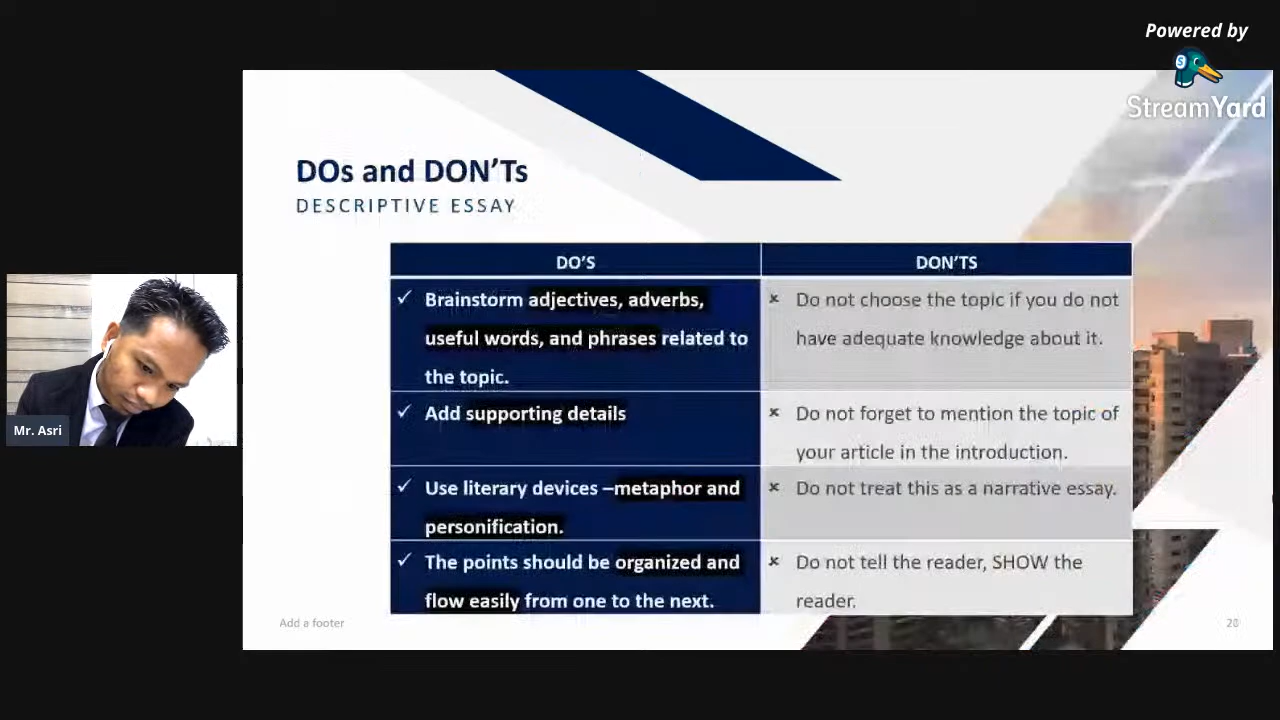 Powered by
StreamYard
DOs and DON'Ts
DESCRIPTIVE ESSAY
DO'S
DON'TS
✓ Brainstorm adjectives, adverbs,
useful words, and phrases related to
the topic.
× Do not choose the topic if you do not
have adequate knowledge about it.
✓ Add supporting details
× Do not forget to mention the topic of
your article in the introduction.
✓ Use literary devices –metaphor and
personification.
× Do not treat this as a narrative essay.
✓ The points should be organized and
flow easily from one to the next.
× Do not tell the reader, SHOW the
reader.
Mr. Asri
Add a footer